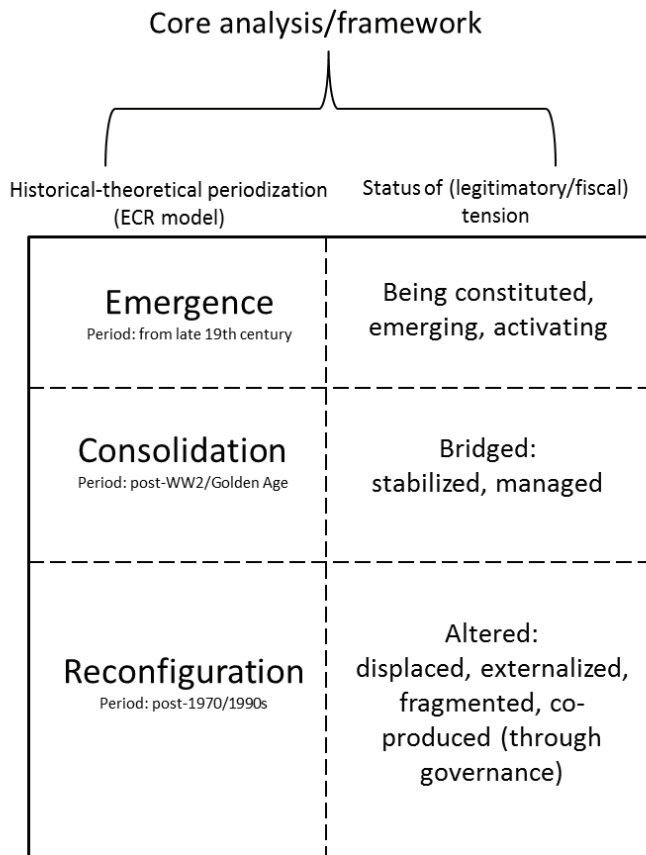 Core analysis/framework
Historical-theoretical periodization
(ECR model)
Status of (legitimatory/fiscal)
tension
Emergence
Period: from late 19th century
Being constituted,
emerging, activating
Consolidation
Period: post-WW2/Golden Age
Bridged:
stabilized, managed
Reconfiguration
Period: post-1970/1990s
Altered:
displaced, externalized,
fragmented, co-
produced (through
governance)